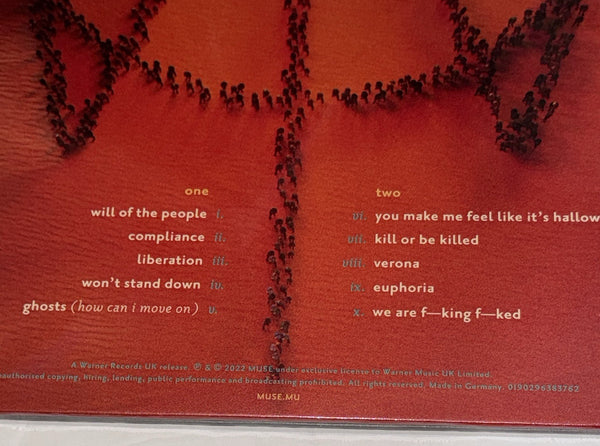 one
will of the people i.
compliance ii.
liberation iii.
won't stand down iv.
ghosts (how can i move on) v.
two
vi. you make me feel like it's hallow
vii. kill or be killed
viii. verona
ix. euphoria
x. we are f—king f—ked
A Warner Records UK release. ℗ & © 2022 MUSE under exclusive license to Warner Music UK Limited.
authorised copying, hiring, lending, public performance and broadcasting prohibited. All rights reserved. Made in Germany. 0190296383762
MUSE.MU